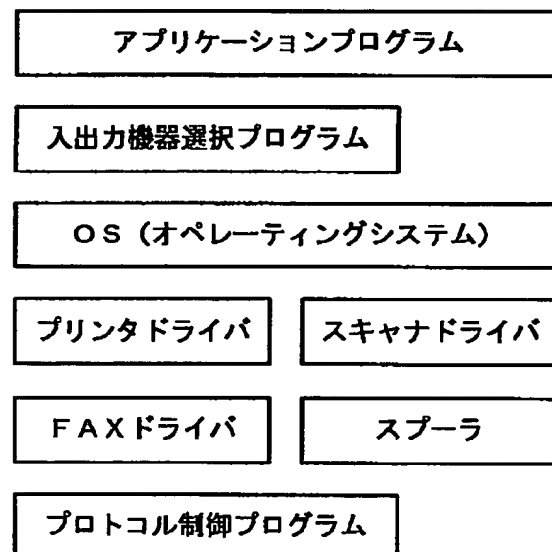 アプリケーションプログラム
入出力機器選択プログラム
ＯＳ（オペレーティングシステム）
プリンタドライバ
スキャナドライバ
ＦＡＸドライバ
スプーラ
プロトコル制御プログラム